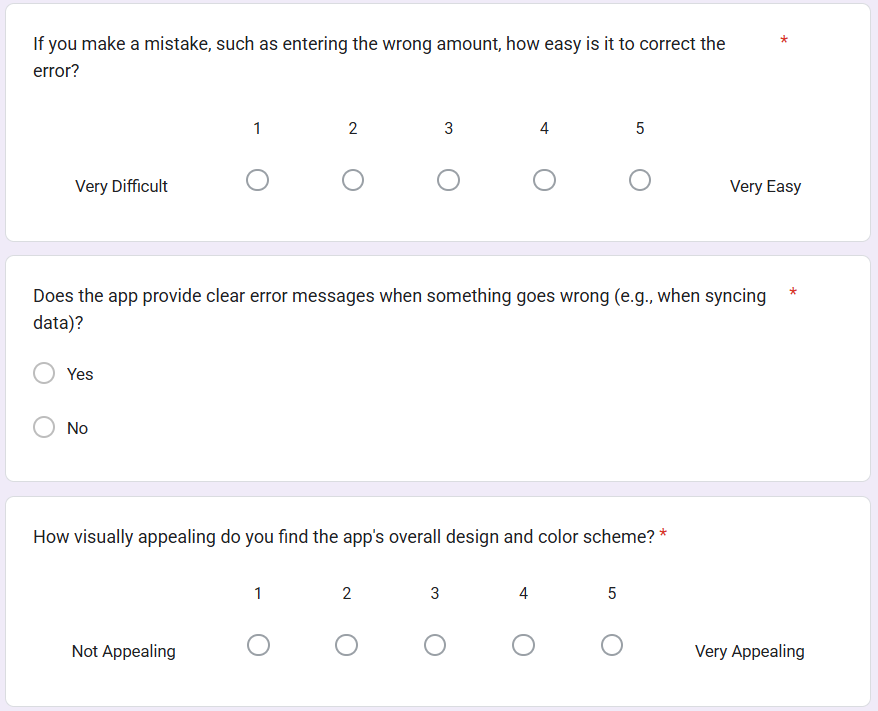 If you make a mistake, such as entering the wrong amount, how easy is it to correct the *
error?
1 2 3 4 5
Very Difficult Very Easy
Does the app provide clear error messages when something goes wrong (e.g., when syncing *
data)?
Yes
No
How visually appealing do you find the app's overall design and color scheme? *
1 2 3 4 5
Not Appealing Very Appealing